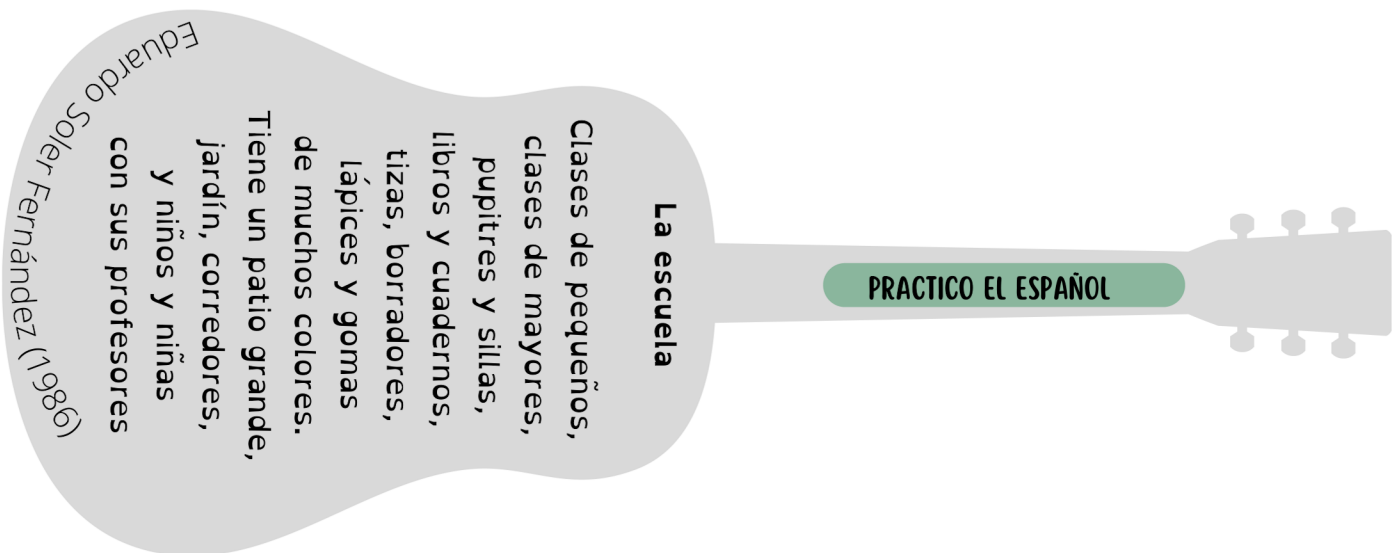 PRACTICO EL ESPAÑOL
La escuela
Clases de pequeños,
clases de mayores,
pupitres y sillas,
libros y cuadernos,
tizas, borradores,
lápices y gomas
de muchos colores.
Tiene un patio grande,
jardín, corredores,
y niños y niñas
con sus profesores
Eduardo Soler Fernández (1986)